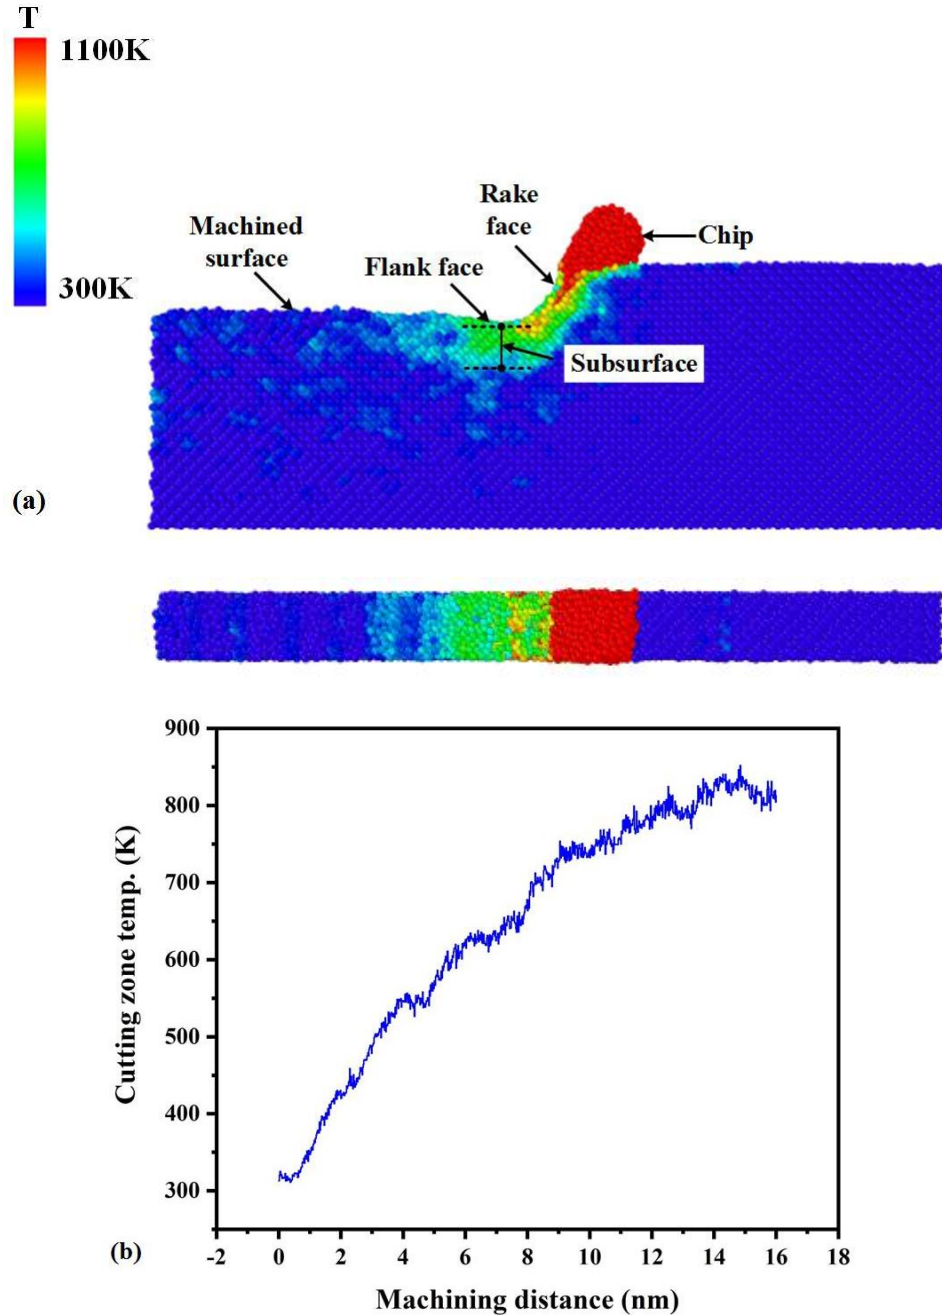 T
1100K
300K
Rake
face
Chip
Machined
surface
Flank face
Subsurface
(a)
900
800
700
600
500
400
300
Cutting zone temp. (K)
-2 0 2 4 6 8 10 12 14 16 18
Machining distance (nm)
(b)